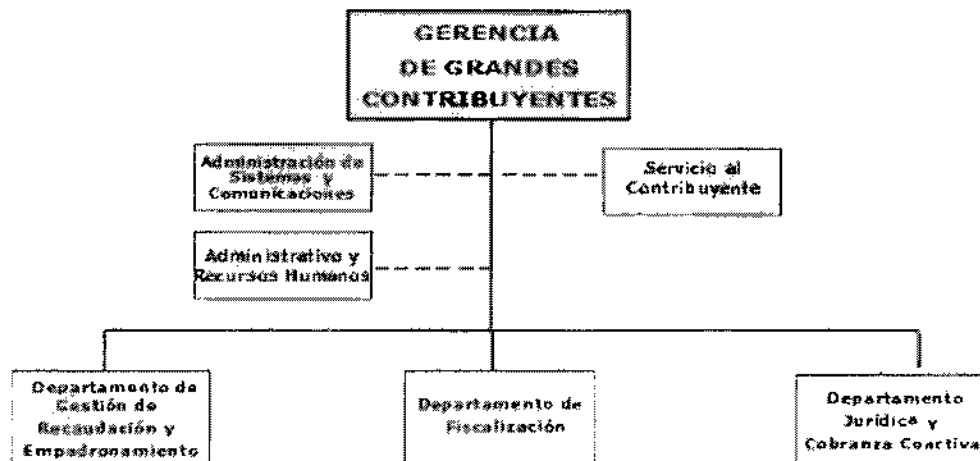 GERENCIA
DE GRANDES
CONTRIBUYENTES
Administración de
Sistemas y
Comunicaciones
Servicio al
Contribuyente
Administrativo y
Recursos Humanos
Departamento de
Gestión de
Recaudación y
Empadronamiento
Departamento de
Fiscalización
Departamento
Jurídica y
Cobranza Coactiva